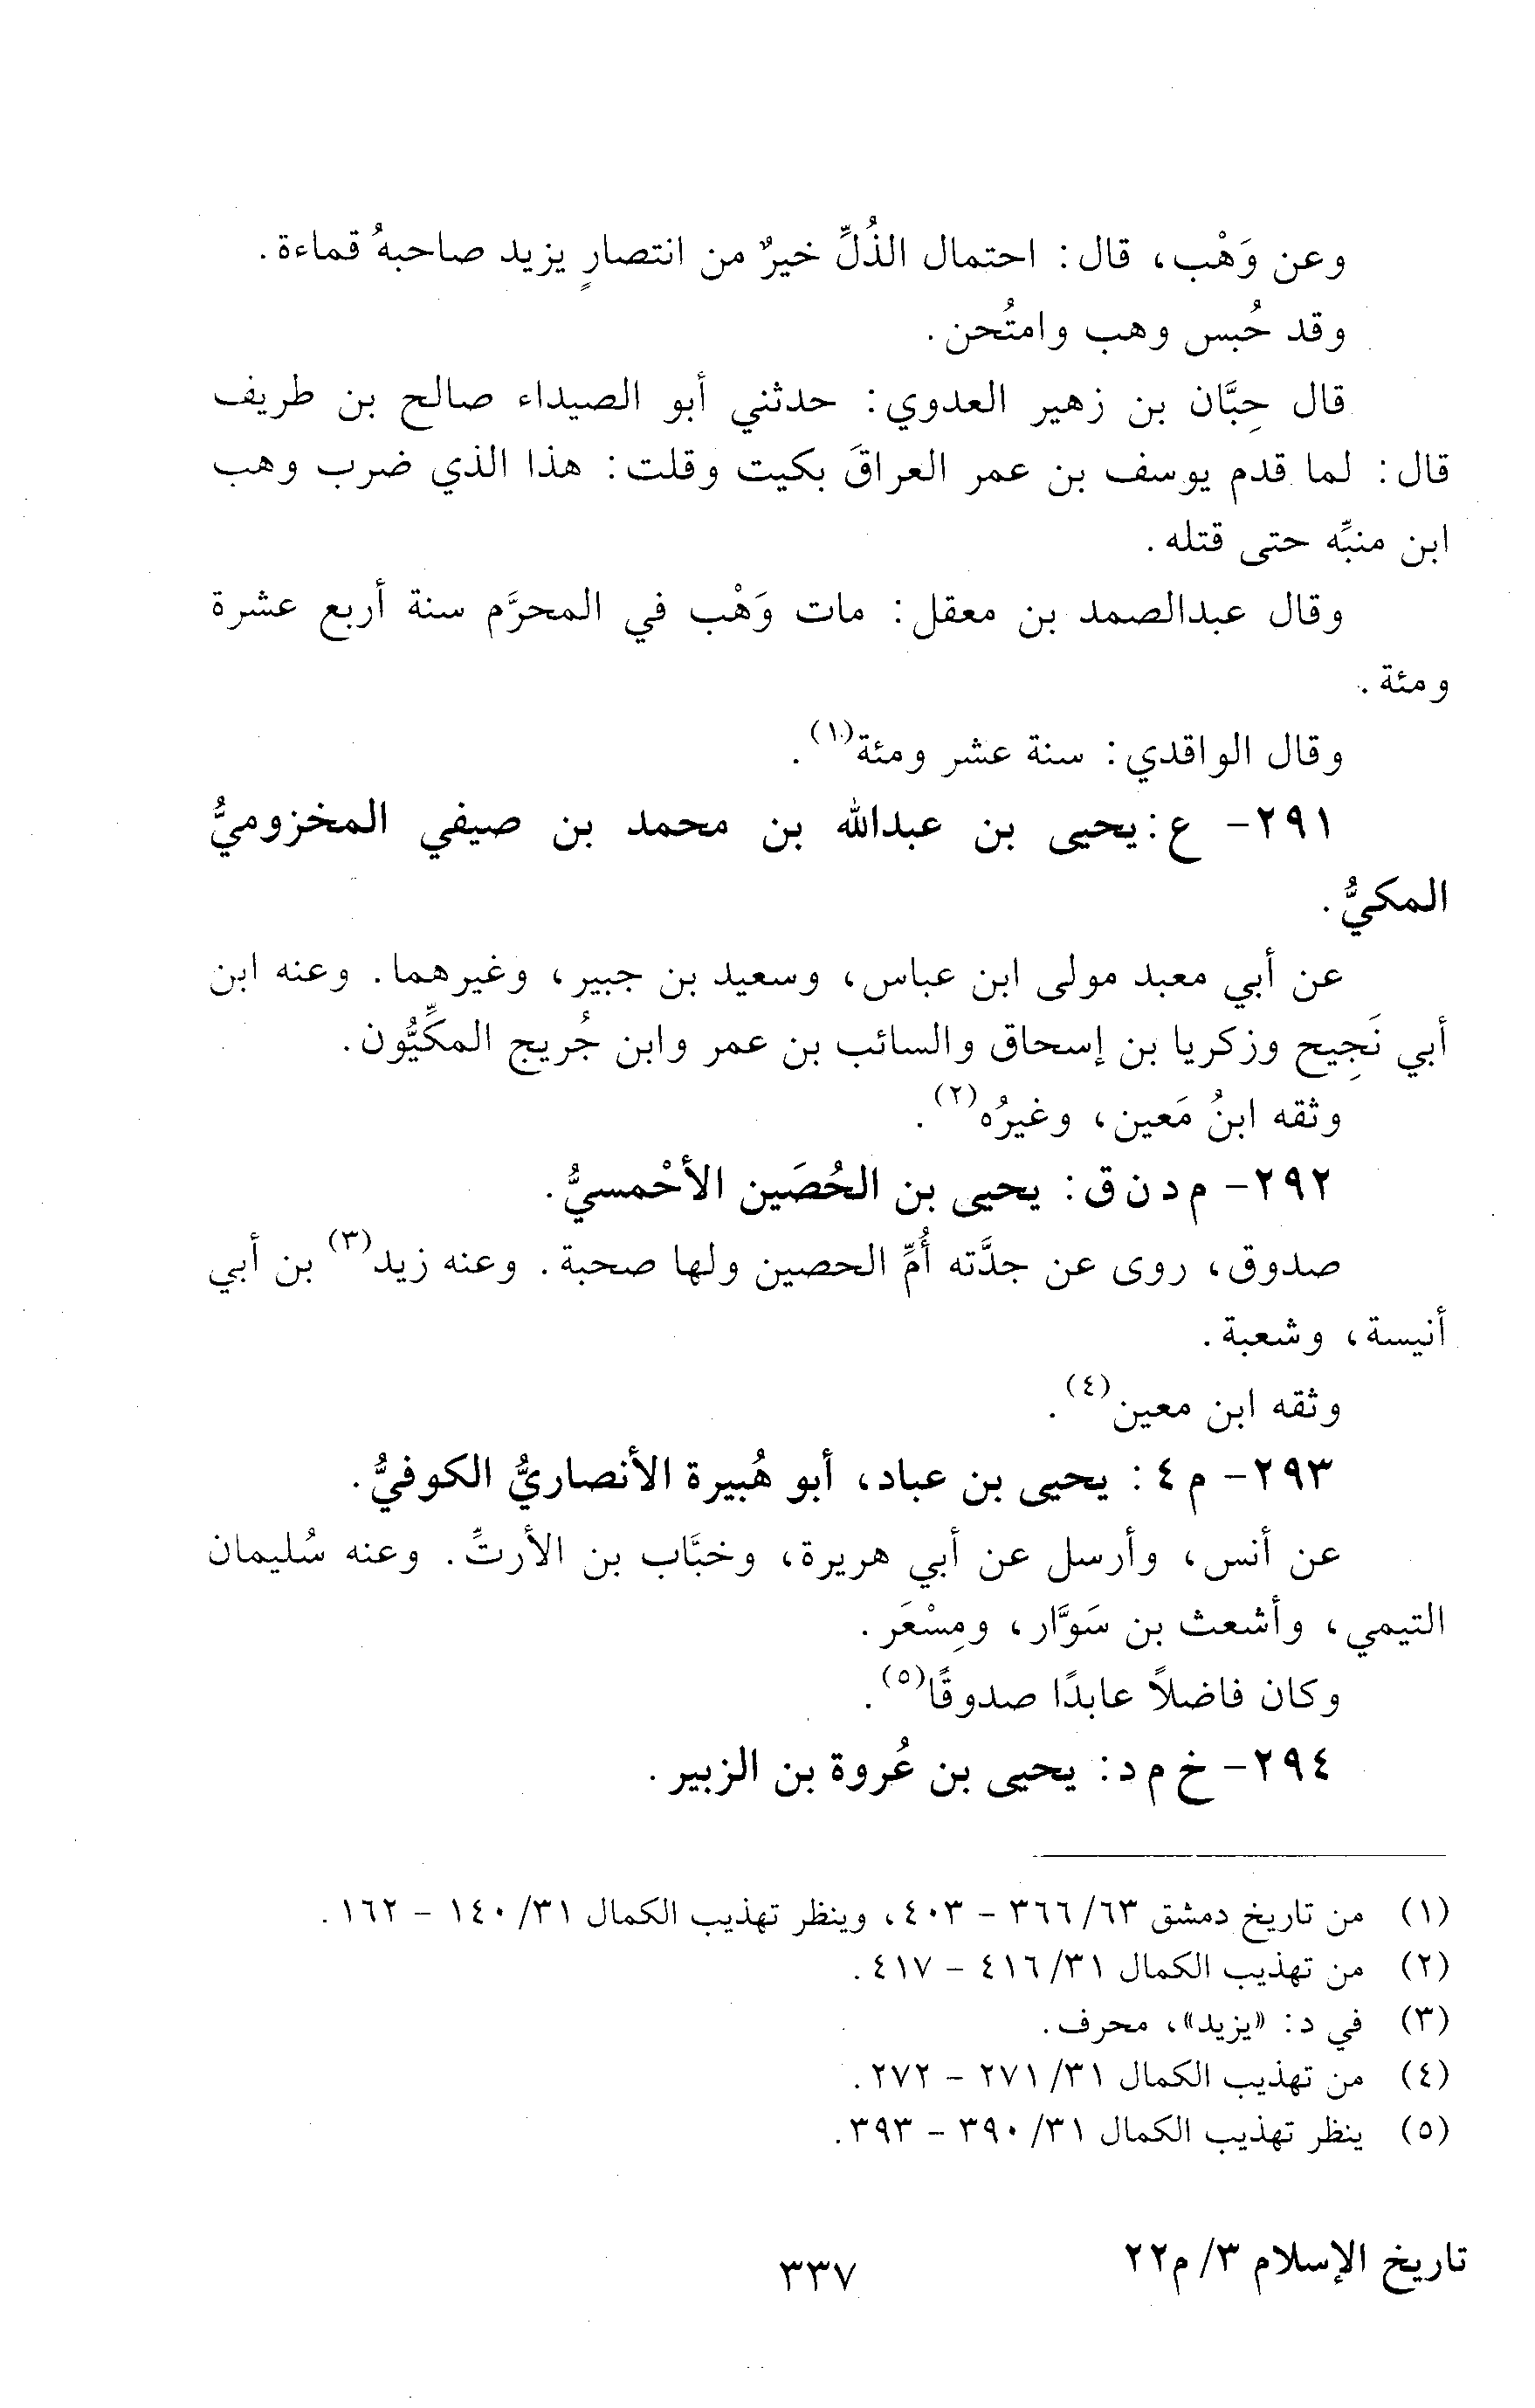 وعن وَهْب، قال: احتمال الذُلِّ خيرٌ من انتصارٍ يزيد صاحبهُ قماءة.
وقد حُبس وهب وامتُحن.
قال حِبَّان بن زهير العدوي: حدثني أبو الصيداء صالح بن طريف
قال: لما قدم يوسف بن عمر العراقَ بكيت وقلت: هذا الذي ضرب وهب
ابن منبِّه حتى قتله.
وقال عبدالصمد بن معقل: مات وَهْب في المحرَّم سنة أربع عشرة
ومئة.
وقال الواقدي: سنة عشر ومئة(١).
٢٩١- ع: يحيى بن عبدالله بن محمد بن صيفي المخزوميُّ
المكيُّ.
عن أبي معبد مولى ابن عباس، وسعيد بن جبير، وغيرهما. وعنه ابن
أبي نَجِيح وزكريا بن إسحاق والسائب بن عمر وابن جُريج المكِّيُّون.
وثقه ابنُ مَعين، وغيرُه(٢).
٢٩٢- م د ن ق: يحيى بن الحُصَين الأحْمسيُّ.
صدوق، روى عن جدَّته أُمِّ الحصين ولها صحبة. وعنه زيد(٣) بن أبي
أنيسة، وشعبة.
وثقه ابن معين(٤).
٢٩٣- م ٤: يحيى بن عباد، أبو هُبيرة الأنصاريُّ الكوفيُّ.
عن أنس، وأرسل عن أبي هريرة، وخبَّاب بن الأرتِّ. وعنه سُليمان
التيمي، وأشعث بن سَوَّار، ومِسْعَر.
وكان فاضلاً عابدًا صدوقًا(٥).
٢٩٤- خ م د: يحيى بن عُروة بن الزبير.
(١) من تاريخ دمشق ٦٣/ ٣٦٦ - ٤٠٣، وينظر تهذيب الكمال ٣١/ ١٤٠ - ١٦٢.
(٢) من تهذيب الكمال ٣١/ ٤١٦ - ٤١٧.
(٣) في د: «يزيد»، محرف.
(٤) من تهذيب الكمال ٣١/ ٢٧١ - ٢٧٢.
(٥) ينظر تهذيب الكمال ٣١/ ٣٩٠ - ٣٩٣.
تاريخ الإسلام ٣/ م٢٢
٣٣٧